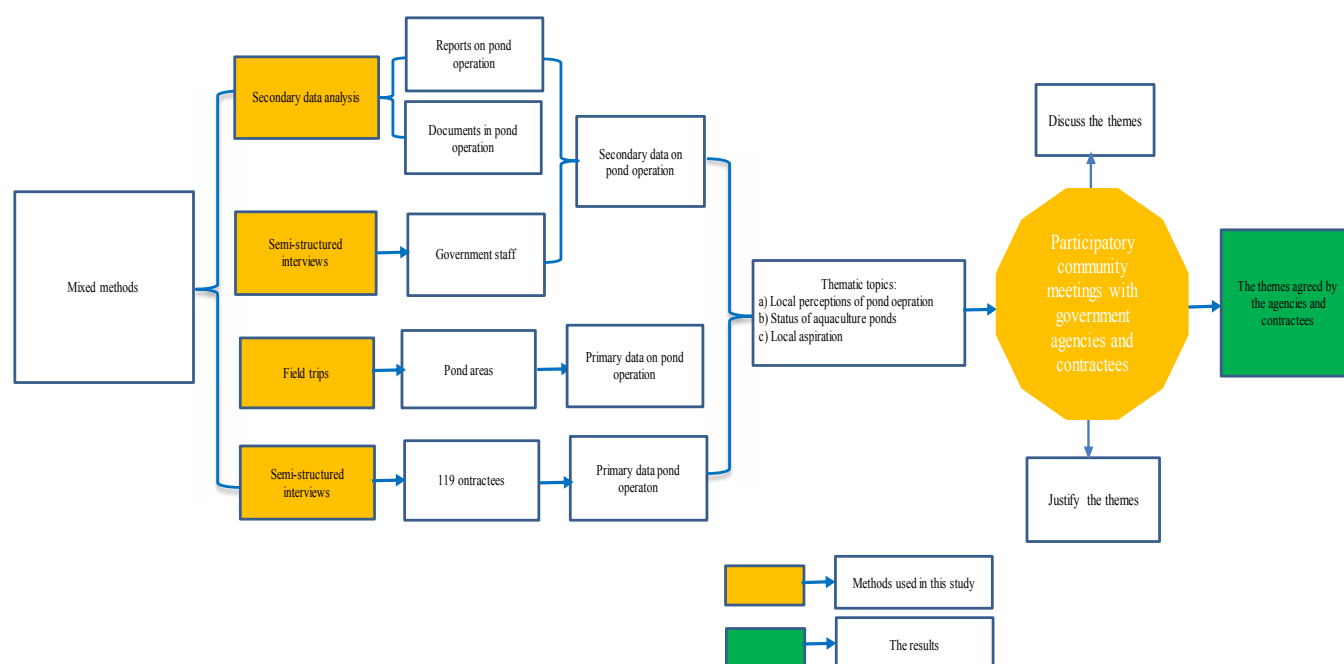 Mixed methods
Secondary data analysis
Reports on pond
operation
Documents in pond
operation
Semi-structured
interviews
Government staff
Secondary data on
pond operation
Field trips
Pond areas
Primary data on pond
operation
Semi-structured
interviews
119 ontractees
Primary data pond
operaton
Thematic topics:
a) Local perceptions of pond oepration
b) Status of aquaculture ponds
c) Local aspiration
Discuss the themes
Participatory
community
meetings with
government
agencies and
contractees
Justify the themes
The themes agreed by
the agencies and
contractees
Methods used in this study
The results